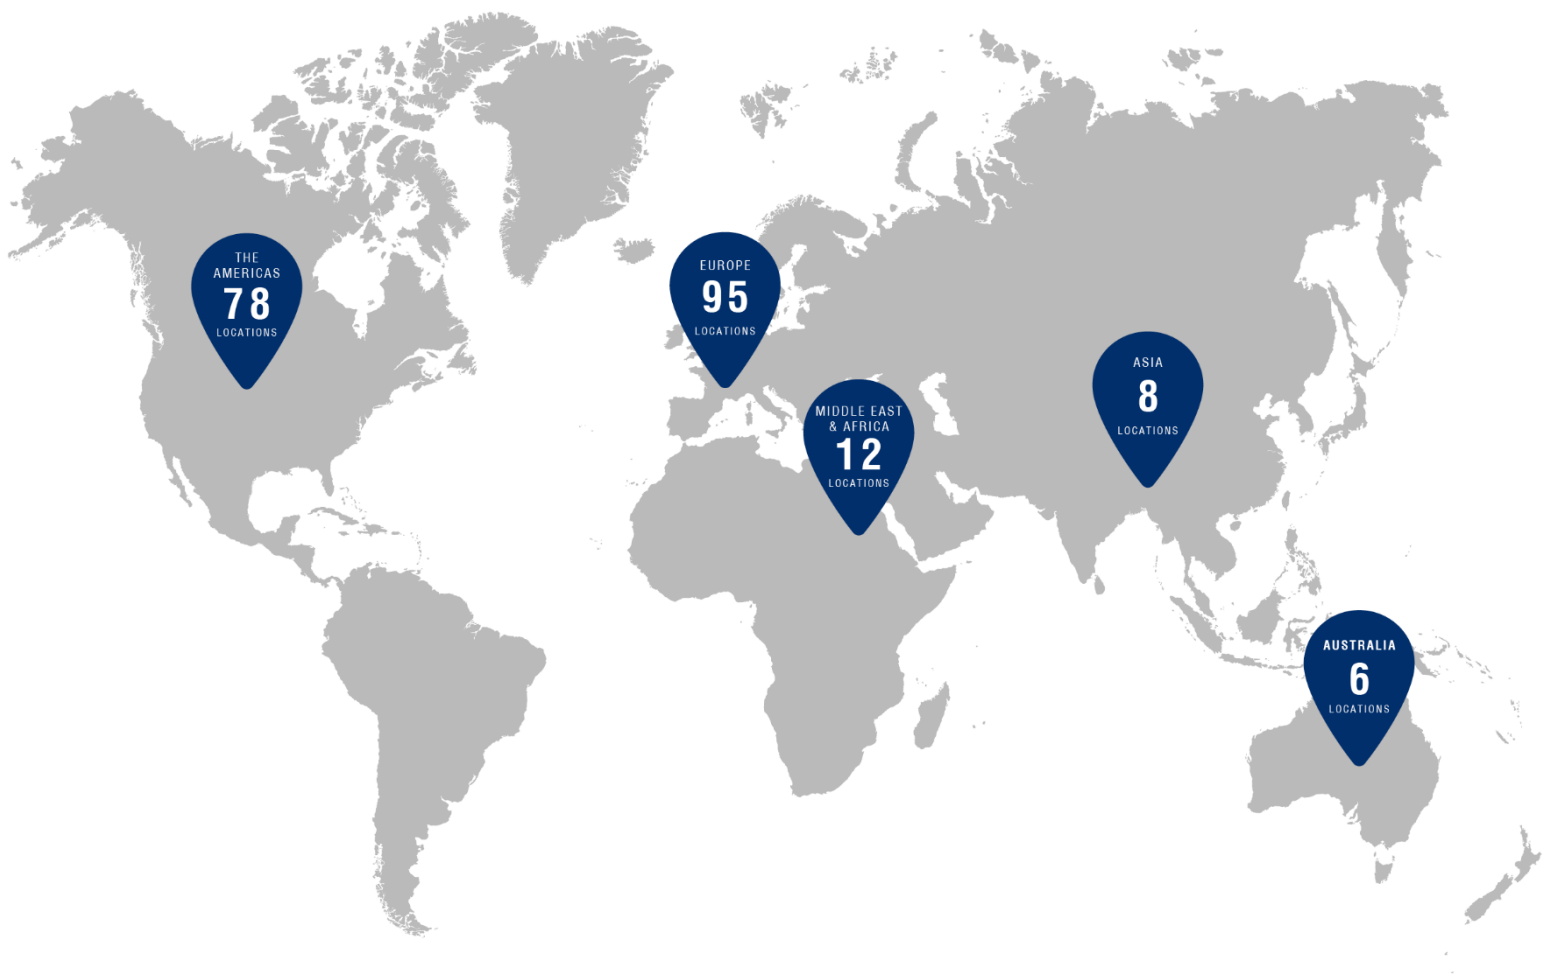 THE
AMERICAS
78
LOCATIONS
EUROPE
95
LOCATIONS
MIDDLE EAST
& AFRICA
12
LOCATIONS
ASIA
8
LOCATIONS
AUSTRALIA
6
LOCATIONS